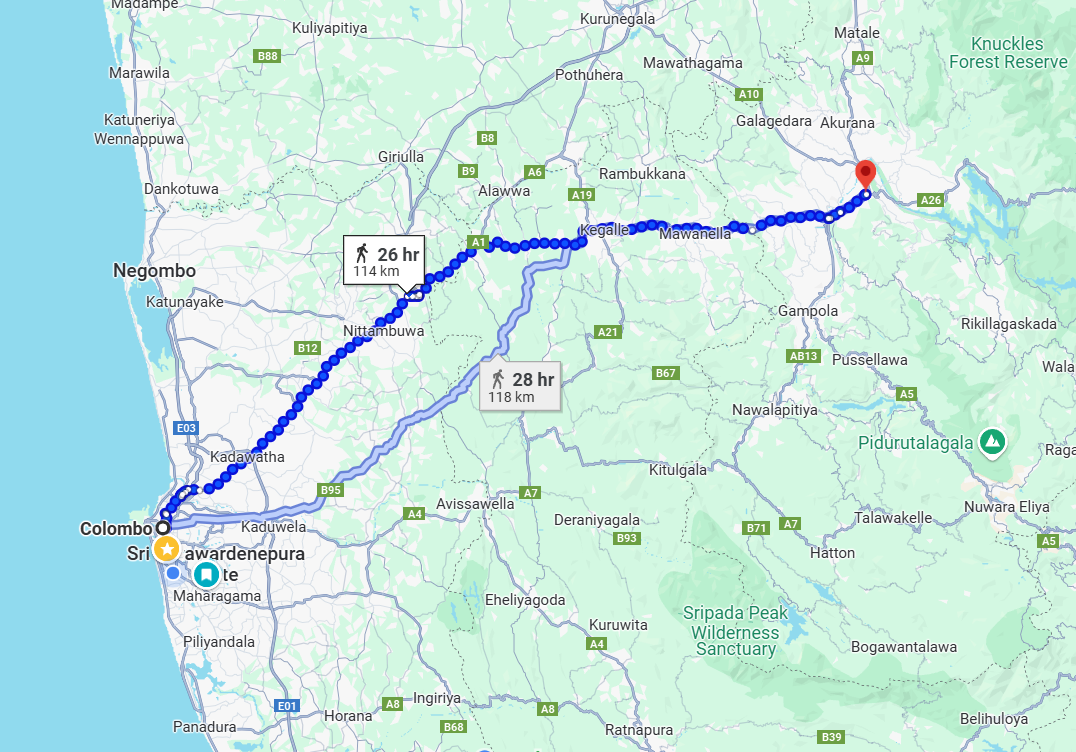 Madampe
Kuliyapitiya
Kurunegala
Matale
Knuckles
Forest Reserve
B88
A9
Marawila
Pothuhera
Mawathagama
A10
Katuneriya
Wennappuwa
Galagedara
Akurana
B8
Giriulla
B9
A6
Rambukkana
Dankotuwa
Alawwa
A19
A26
A1
Kegalle
Mawanella
26 hr
114 km
Negombo
Katunayake
Gampola
Nittambuwa
A21
Rikillagaskada
B12
AB13
Pussellawa
Wala
28 hr
118 km
B67
A5
Nawalapitiya
E03
Pidurutalagala
Raga
Kadawatha
Kitulgala
B95
A7
Avissawella
Nuwara Eliya
A4
Deraniyagala
B71
A7
Talawakelle
Colombo
Kaduwela
B93
A5
Hatton
Sri
awardenepura
te
Maharagama
Eheliyagoda
Sripada Peak
Wilderness
Sanctuary
Kuruwita
A4
Bogawantalawa
Piliyandala
Ingiriya
E01
A8
A8
Horana
Belihuloya
Panadura
B68
Ratnapura
B39